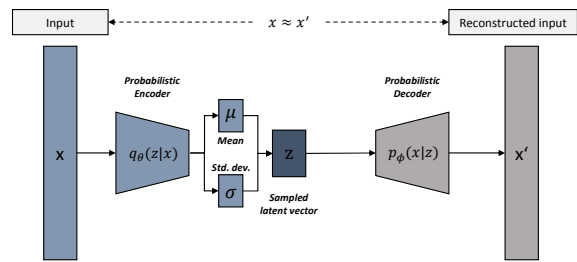 Input
x ≈ x′
Reconstructed input
Probabilistic
Encoder
Probabilistic
Decoder
x
q_θ(z|x)
μ
Mean
Std. dev.
σ
z
Sampled
latent vector
p_ϕ(x|z)
x‘